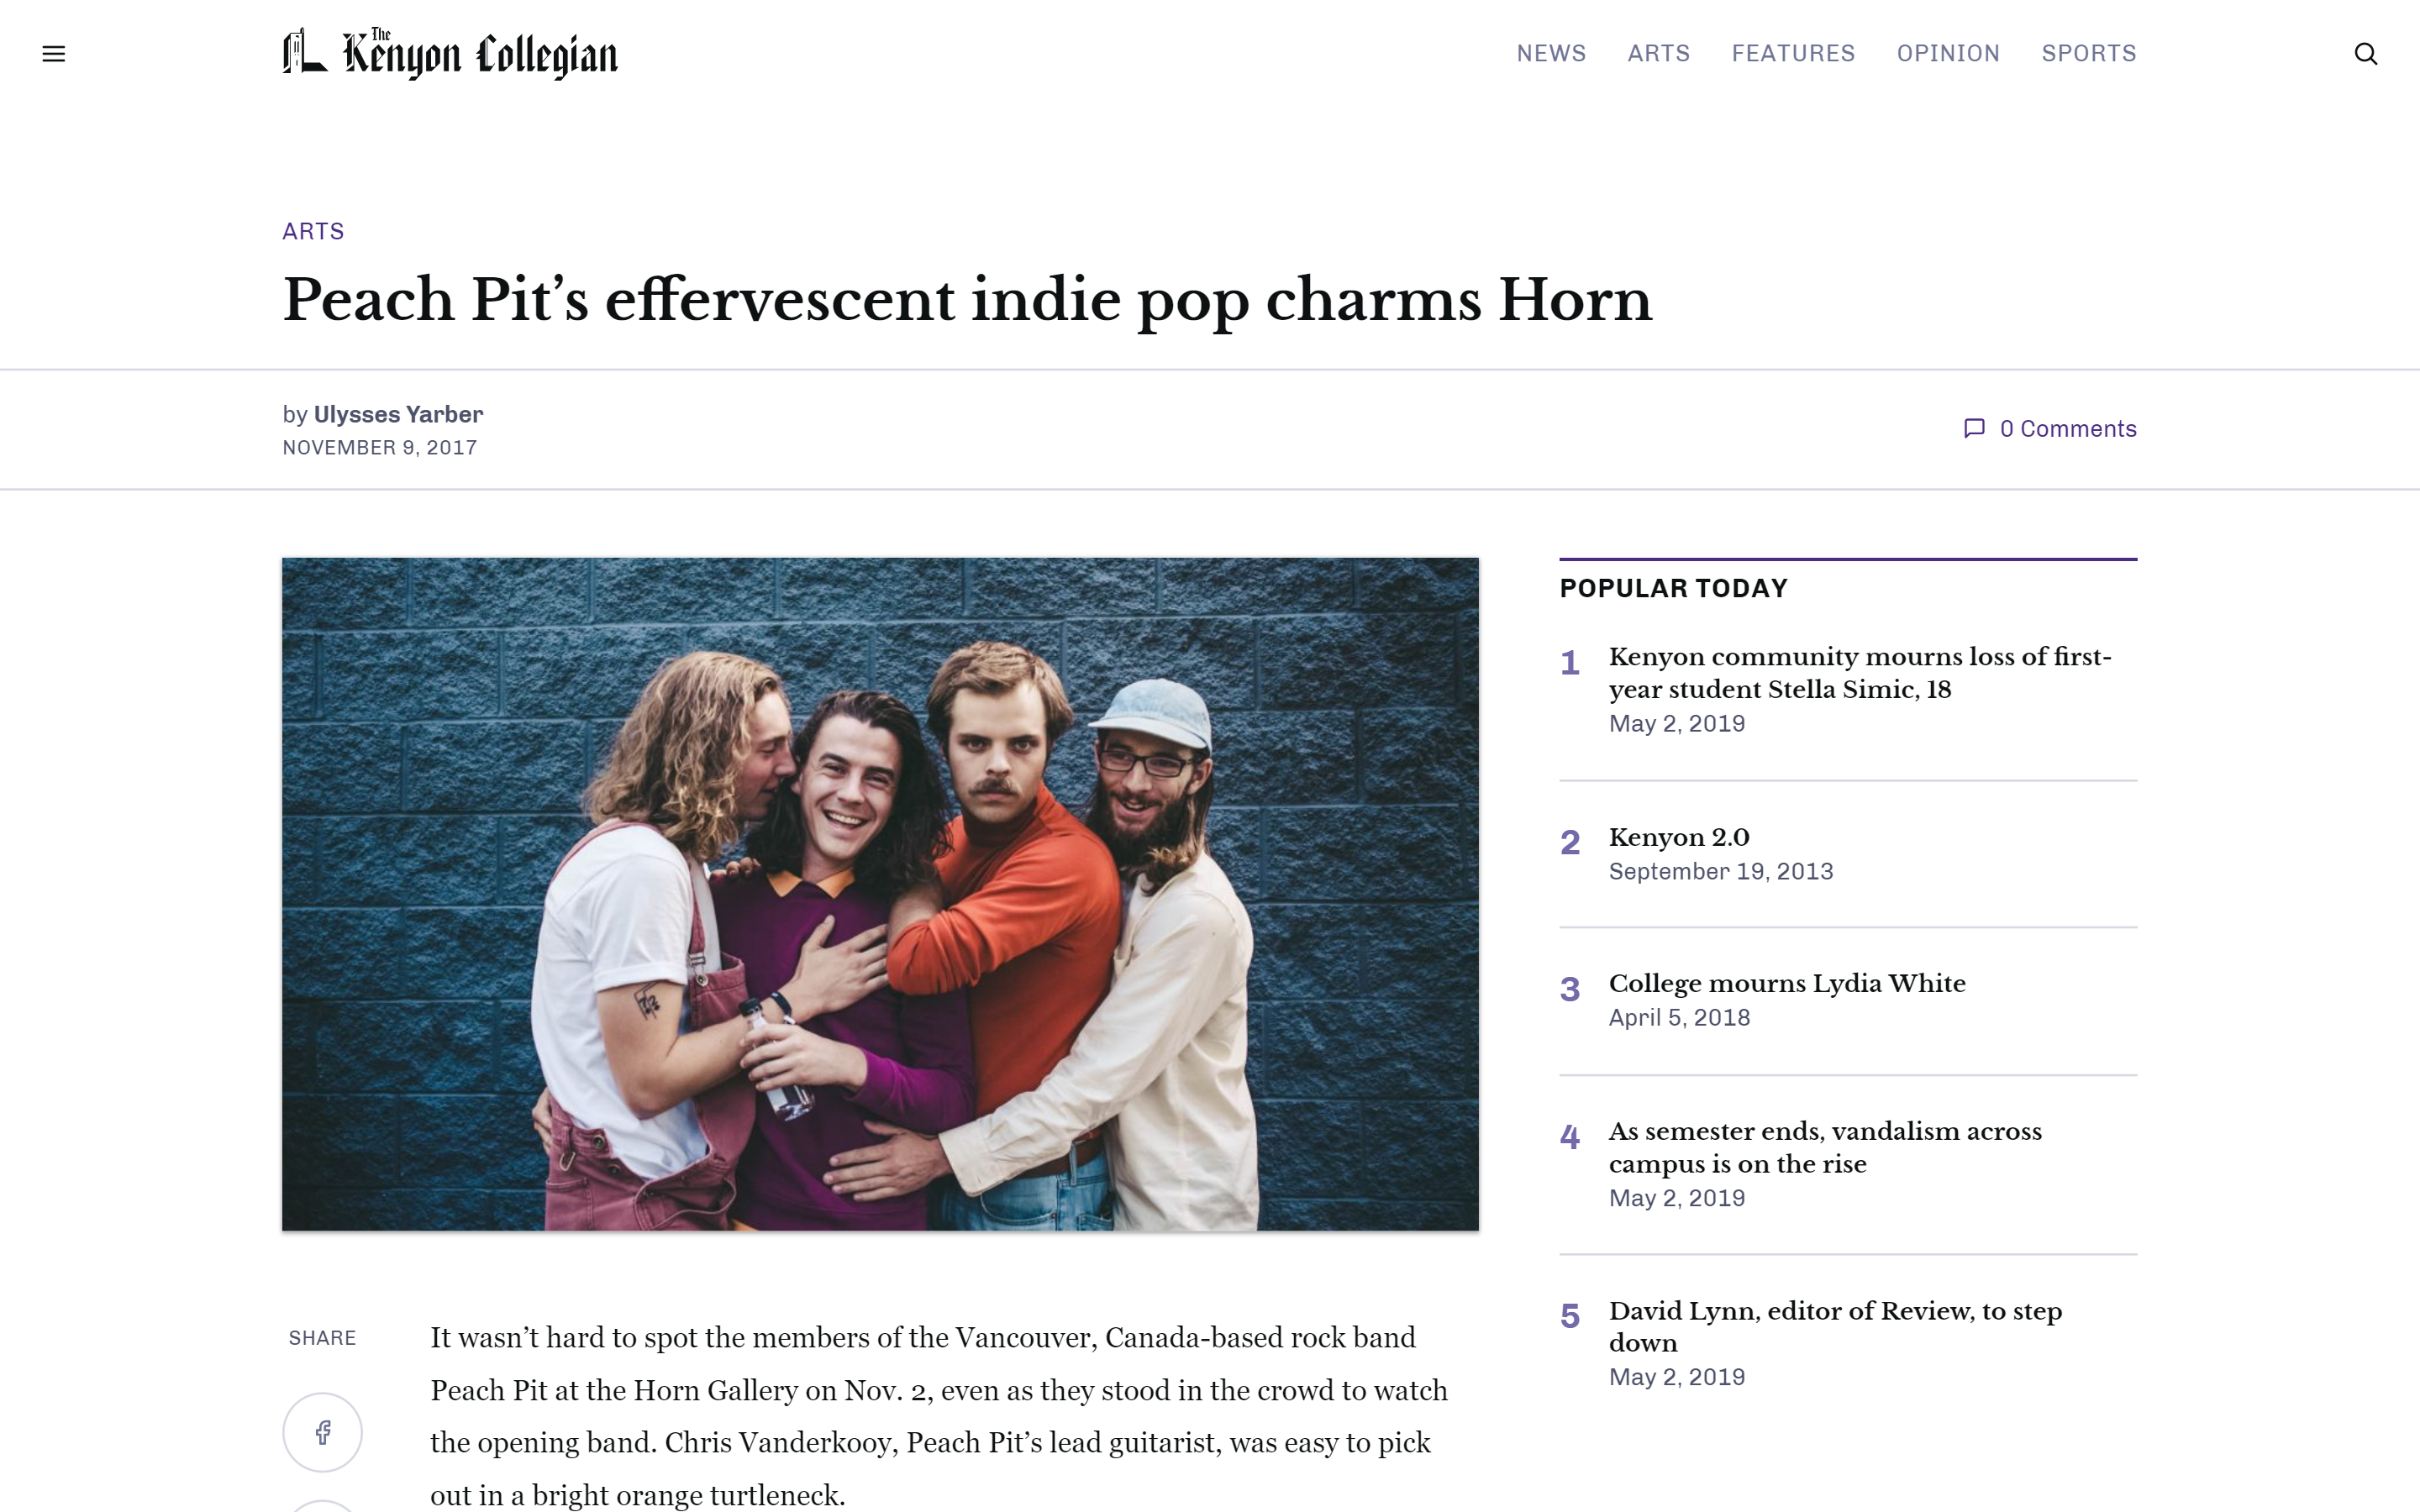 The Kenyon Collegian
NEWS ARTS FEATURES OPINION SPORTS
ARTS
Peach Pit’s effervescent indie pop charms Horn
by Ulysses Yarber
NOVEMBER 9, 2017
0 Comments
POPULAR TODAY
1 Kenyon community mourns loss of first-
year student Stella Simic, 18
May 2, 2019
2 Kenyon 2.0
September 19, 2013
3 College mourns Lydia White
April 5, 2018
4 As semester ends, vandalism across
campus is on the rise
May 2, 2019
5 David Lynn, editor of Review, to step
down
May 2, 2019
SHARE
It wasn’t hard to spot the members of the Vancouver, Canada-based rock band
Peach Pit at the Horn Gallery on Nov. 2, even as they stood in the crowd to watch
the opening band. Chris Vanderkooy, Peach Pit’s lead guitarist, was easy to pick
out in a bright orange turtleneck.